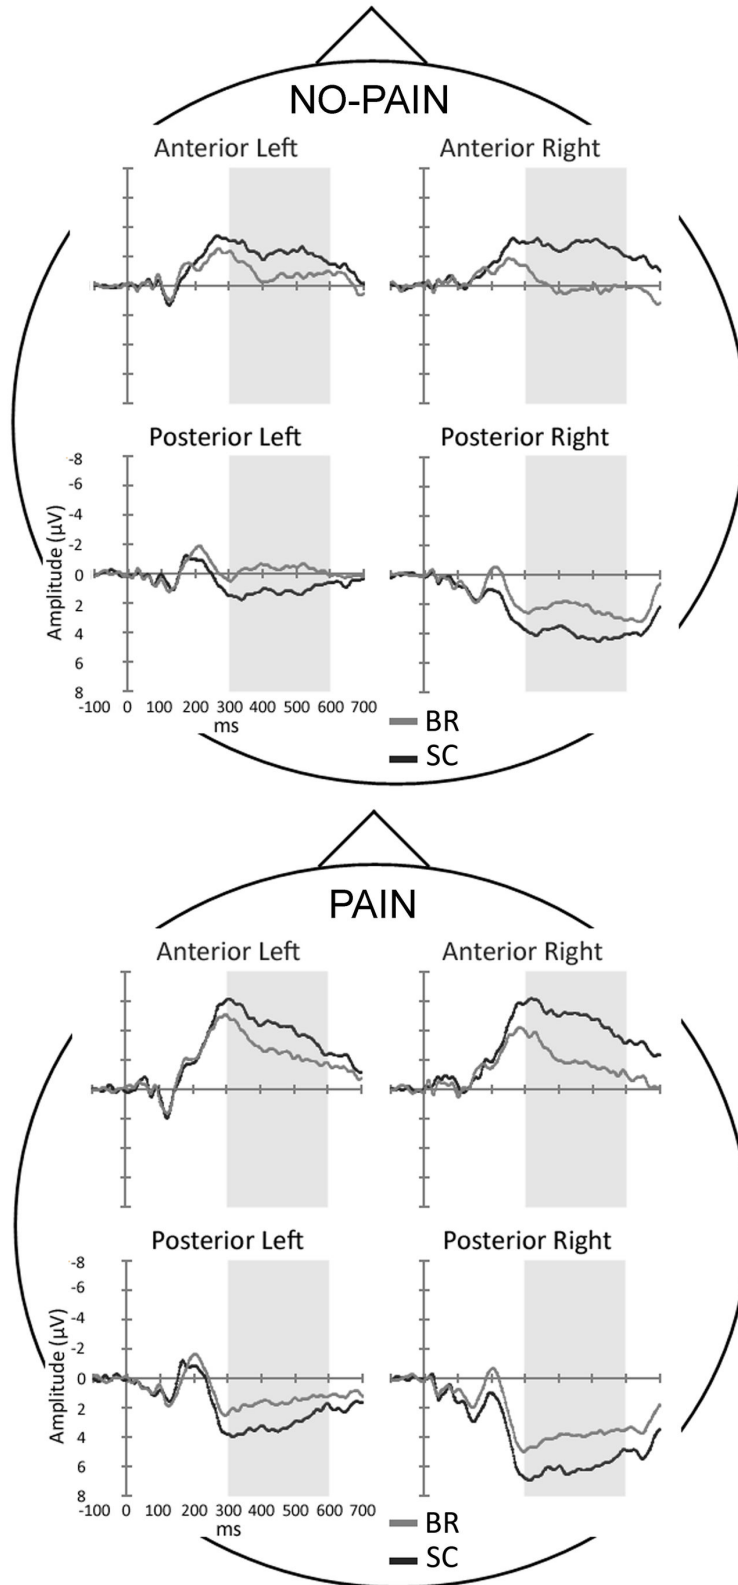 NO-PAIN
Anterior Left
Anterior Right
Posterior Left
Posterior Right
Amplitude (µV)
-8
-6
-4
-2
0
2
4
6
8
-100 0 100 200 300 400 500 600 700
ms
BR
SC
PAIN
Anterior Left
Anterior Right
Posterior Left
Posterior Right
Amplitude (µV)
-8
-6
-4
-2
0
2
4
6
8
-100 0 100 200 300 400 500 600 700
ms
BR
SC